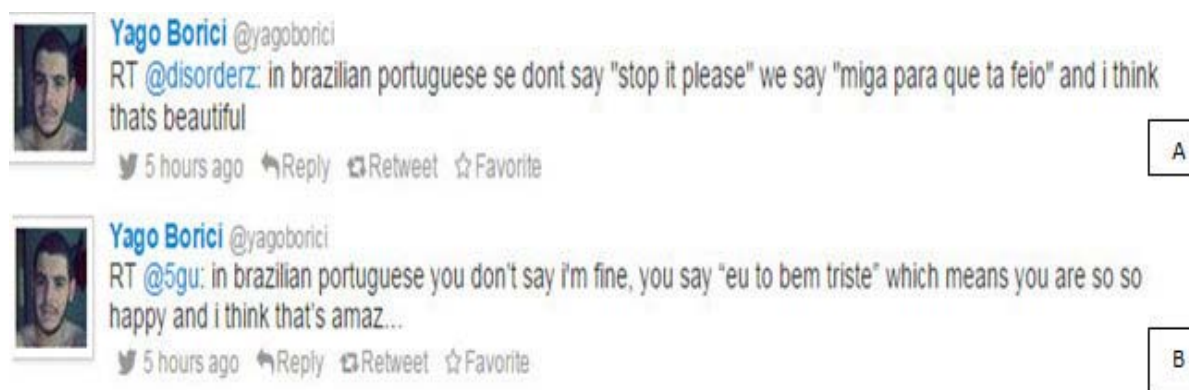 Yago Borici @yagoborici
RT @disorderz: in brazilian portuguese se dont say "stop it please" we say "miga para que ta feio" and i think
thats beautiful
5 hours ago Reply Retweet Favorite
A
Yago Borici @yagoborici
RT @5gu: in brazilian portuguese you don't say i'm fine, you say “eu to bem triste” which means you are so so
happy and i think that's amaz...
5 hours ago Reply Retweet Favorite
B